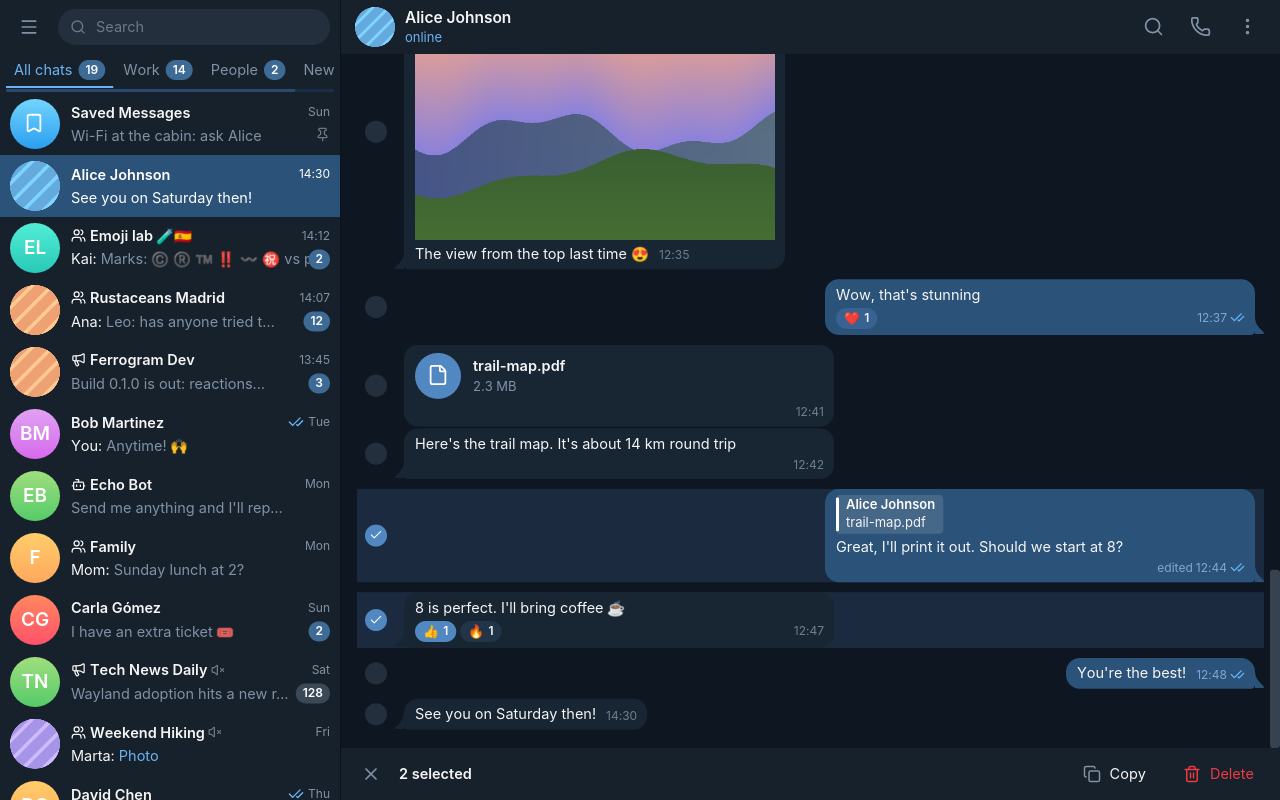 Search
All chats 19 Work 14 People 2 New
Saved Messages Sun
Wi-Fi at the cabin: ask Alice
Alice Johnson 14:30
See you on Saturday then!
EL
Emoji lab 🧪🇪🇸 14:12
Kai: Marks: ©️ ®️ ™️ ‼️ 〰️ ㊗️ vs 2
Rustaceans Madrid 14:07
Ana: Leo: has anyone tried t... 12
Ferrogram Dev 13:45
Build 0.1.0 is out: reactions... 3
BM
Bob Martinez Tue
You: Anytime! 🙌
EB
Echo Bot Mon
Send me anything and I'll rep...
F
Family Mon
Mom: Sunday lunch at 2?
CG
Carla Gómez Sun
I have an extra ticket 🎟️ 2
TN
Tech News Daily Sat
Wayland adoption hits a new r... 128
Weekend Hiking Fri
Marta: Photo
David Chen Thu
Alice Johnson
online
The view from the top last time 😍 12:35
Wow, that's stunning
❤️ 1 12:37
trail-map.pdf
2.3 MB
12:41
Here's the trail map. It's about 14 km round trip
12:42
Alice Johnson
trail-map.pdf
Great, I'll print it out. Should we start at 8?
edited 12:44
8 is perfect. I'll bring coffee ☕
👍 1 🔥 1 12:47
You're the best! 12:48
See you on Saturday then! 14:30
2 selected Copy Delete